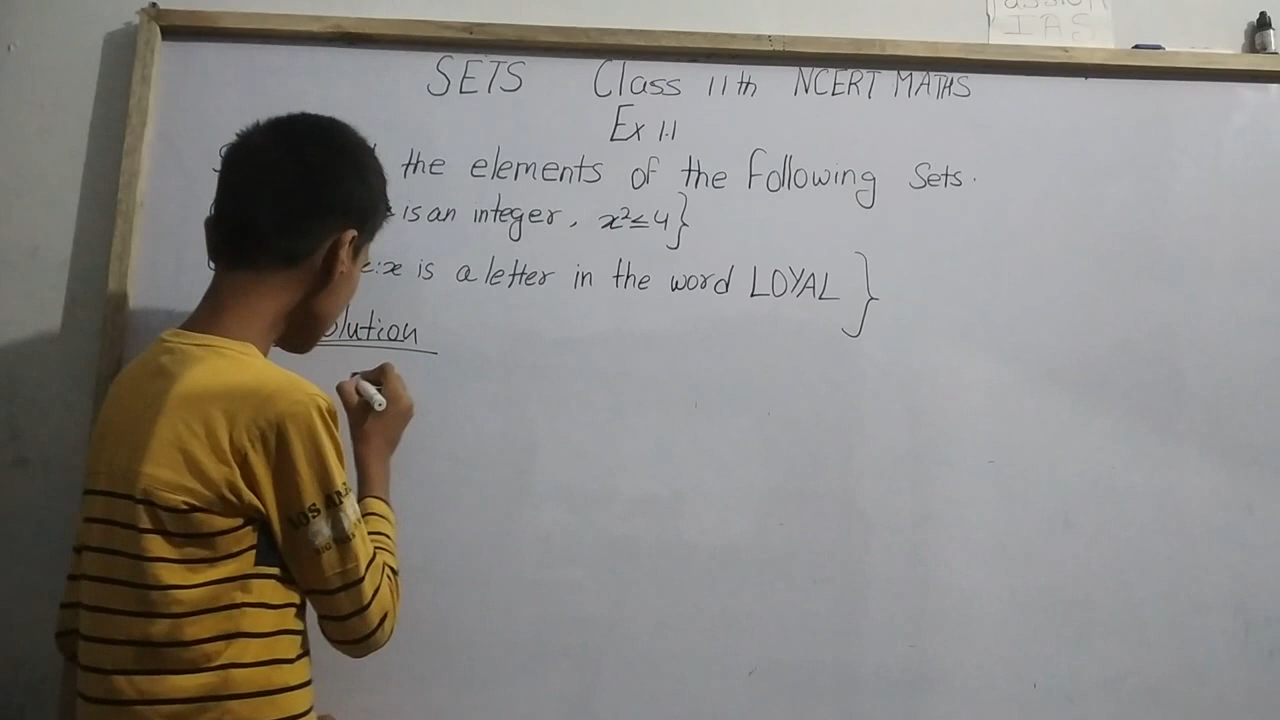 IAS
SETS Class 11th NCERT MATHS
Ex 1.1
the elements of the Following Sets.
is an integer, x²≤4}
:x is a letter in the word LOYAL }
olution